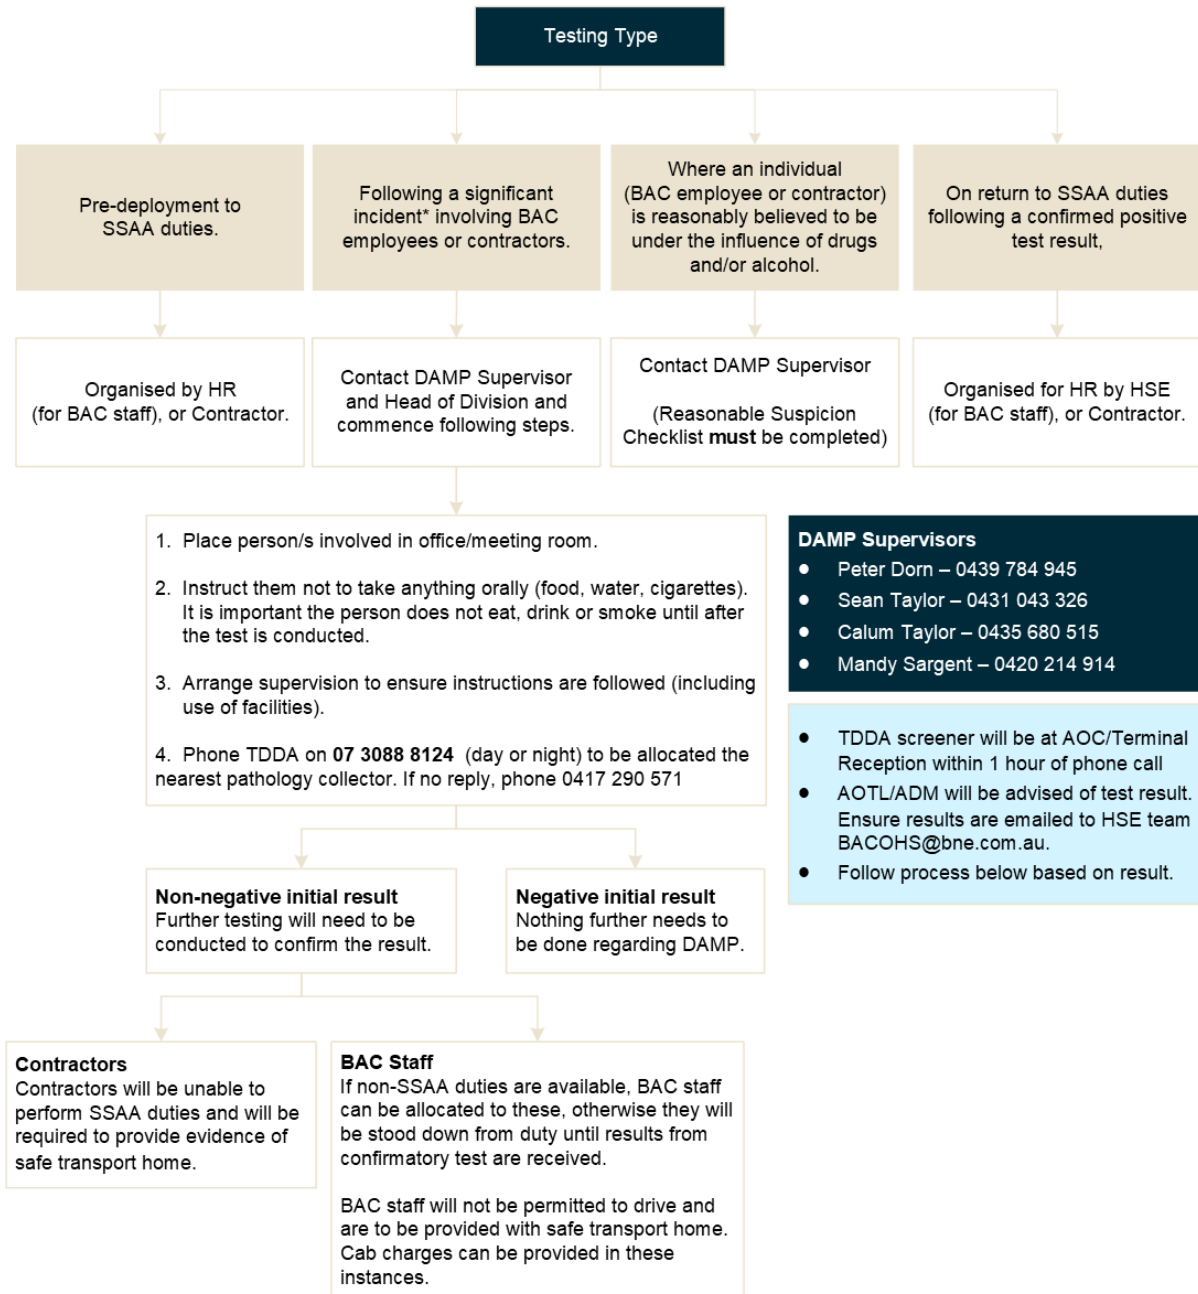 Testing Type
Pre-deployment to
SSAA duties.
Following a significant
incident* involving BAC
employees or contractors.
Where an individual
(BAC employee or contractor)
is reasonably believed to be
under the influence of drugs
and/or alcohol.
On return to SSAA duties
following a confirmed positive
test result,
Organised by HR
(for BAC staff), or Contractor.
Contact DAMP Supervisor
and Head of Division and
commence following steps.
Contact DAMP Supervisor
(Reasonable Suspicion
Checklist must be completed)
Organised for HR by HSE
(for BAC staff), or Contractor.
1. Place person/s involved in office/meeting room.
2. Instruct them not to take anything orally (food, water, cigarettes).
It is important the person does not eat, drink or smoke until after
the test is conducted.
3. Arrange supervision to ensure instructions are followed (including
use of facilities).
4. Phone TDDA on 07 3088 8124 (day or night) to be allocated the
nearest pathology collector. If no reply, phone 0417 290 571
DAMP Supervisors
● Peter Dorn – 0439 784 945
● Sean Taylor – 0431 043 326
● Calum Taylor – 0435 680 515
● Mandy Sargent – 0420 214 914
● TDDA screener will be at AOC/Terminal
Reception within 1 hour of phone call
● AOTL/ADM will be advised of test result.
Ensure results are emailed to HSE team
BACOHS@bne.com.au.
● Follow process below based on result.
Non-negative initial result
Further testing will need to be
conducted to confirm the result.
Negative initial result
Nothing further needs to
be done regarding DAMP.
Contractors
Contractors will be unable to
perform SSAA duties and will be
required to provide evidence of
safe transport home.
BAC Staff
If non-SSAA duties are available, BAC staff
can be allocated to these, otherwise they will
be stood down from duty until results from
confirmatory test are received.
BAC staff will not be permitted to drive and
are to be provided with safe transport home.
Cab charges can be provided in these
instances.